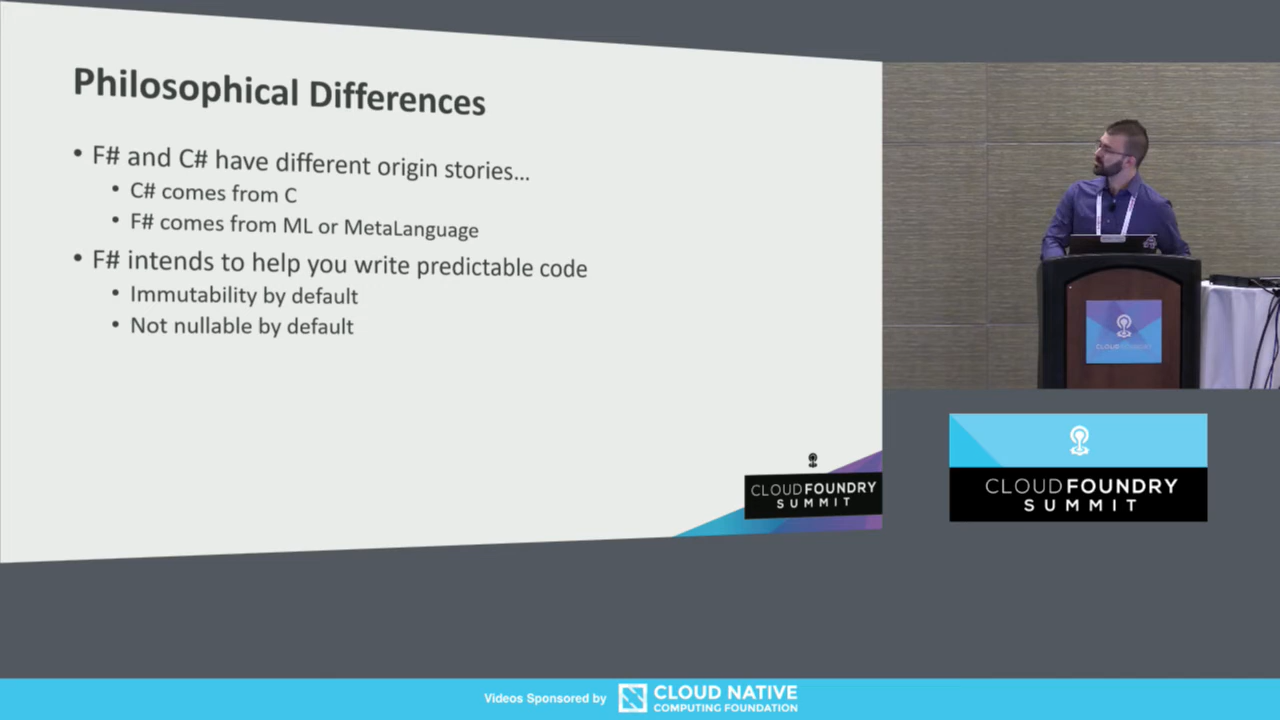 Philosophical Differences
• F# and C# have different origin stories...
• C# comes from C
• F# comes from ML or MetaLanguage
• F# intends to help you write predictable code
• Immutability by default
• Not nullable by default
CLOUDFOUNDRY
SUMMIT
CLOUDFOUNDRY
CLOUDFOUNDRY
SUMMIT
Videos Sponsored by
CLOUD NATIVE
COMPUTING FOUNDATION